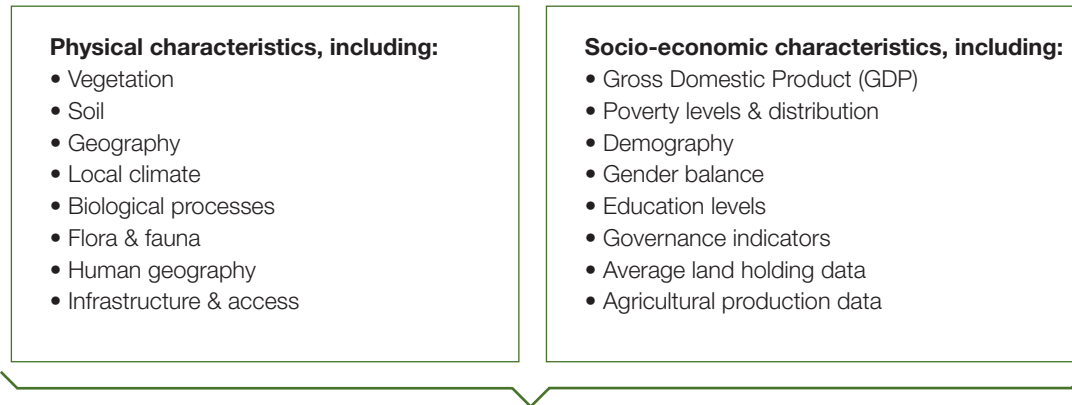 Physical characteristics, including:
• Vegetation
• Soil
• Geography
• Local climate
• Biological processes
• Flora & fauna
• Human geography
• Infrastructure & access
Socio-economic characteristics, including:
• Gross Domestic Product (GDP)
• Poverty levels & distribution
• Demography
• Gender balance
• Education levels
• Governance indicators
• Average land holding data
• Agricultural production data